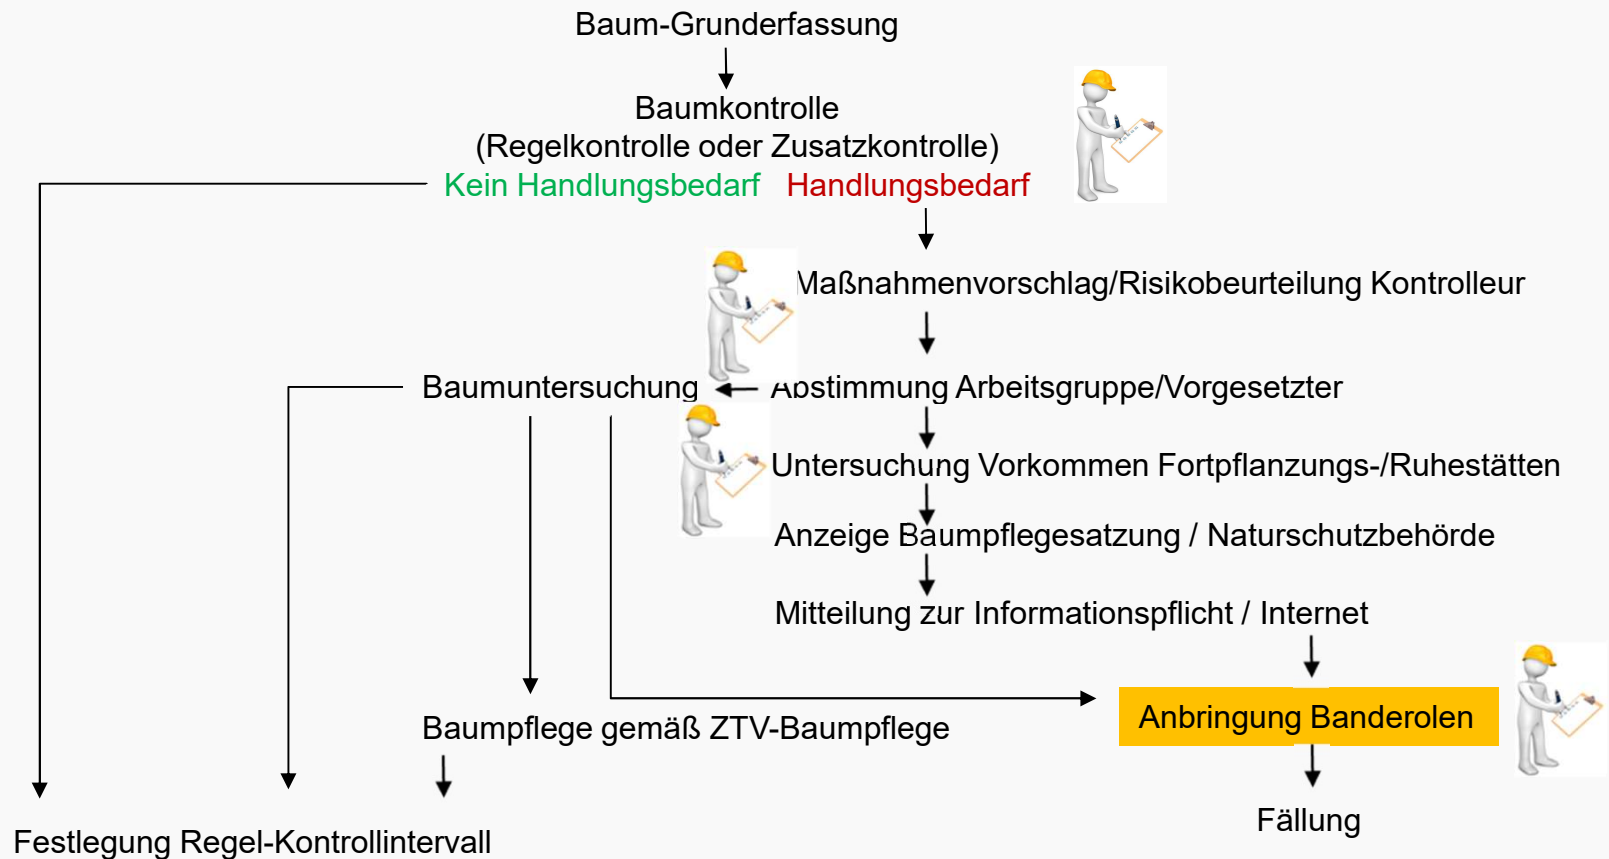 Baum-Grunderfassung
Baumkontrolle
(Regelkontrolle oder Zusatzkontrolle)
Kein Handlungsbedarf Handlungsbedarf
Maßnahmenvorschlag/Risikobeurteilung Kontrolleur
Baumuntersuchung Abstimmung Arbeitsgruppe/Vorgesetzter
Untersuchung Vorkommen Fortpflanzungs-/Ruhestätten
Anzeige Baumpflegesatzung / Naturschutzbehörde
Mitteilung zur Informationspflicht / Internet
Anbringung Banderolen
Baumpflege gemäß ZTV-Baumpflege
Fällung
Festlegung Regel-Kontrollintervall